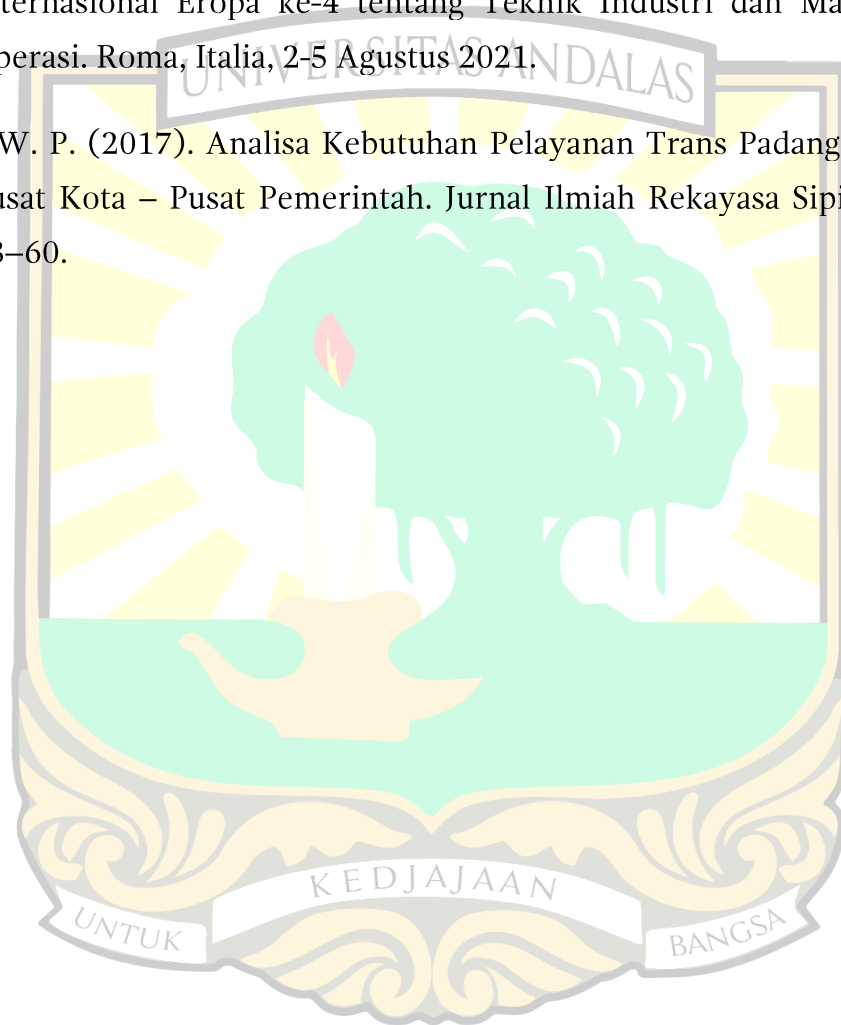 ternasional Eropa ke-4 tentang Teknik Industri dan Ma
perasi. Roma, Italia, 2-5 Agustus 2021.
UNIVERSITAS ANDALAS
W. P. (2017). Analisa Kebutuhan Pelayanan Trans Padang
usat Kota – Pusat Pemerintah. Jurnal Ilmiah Rekayasa Sipi
3–60.
KEDJAJAAN
UNTUK
BANGSA